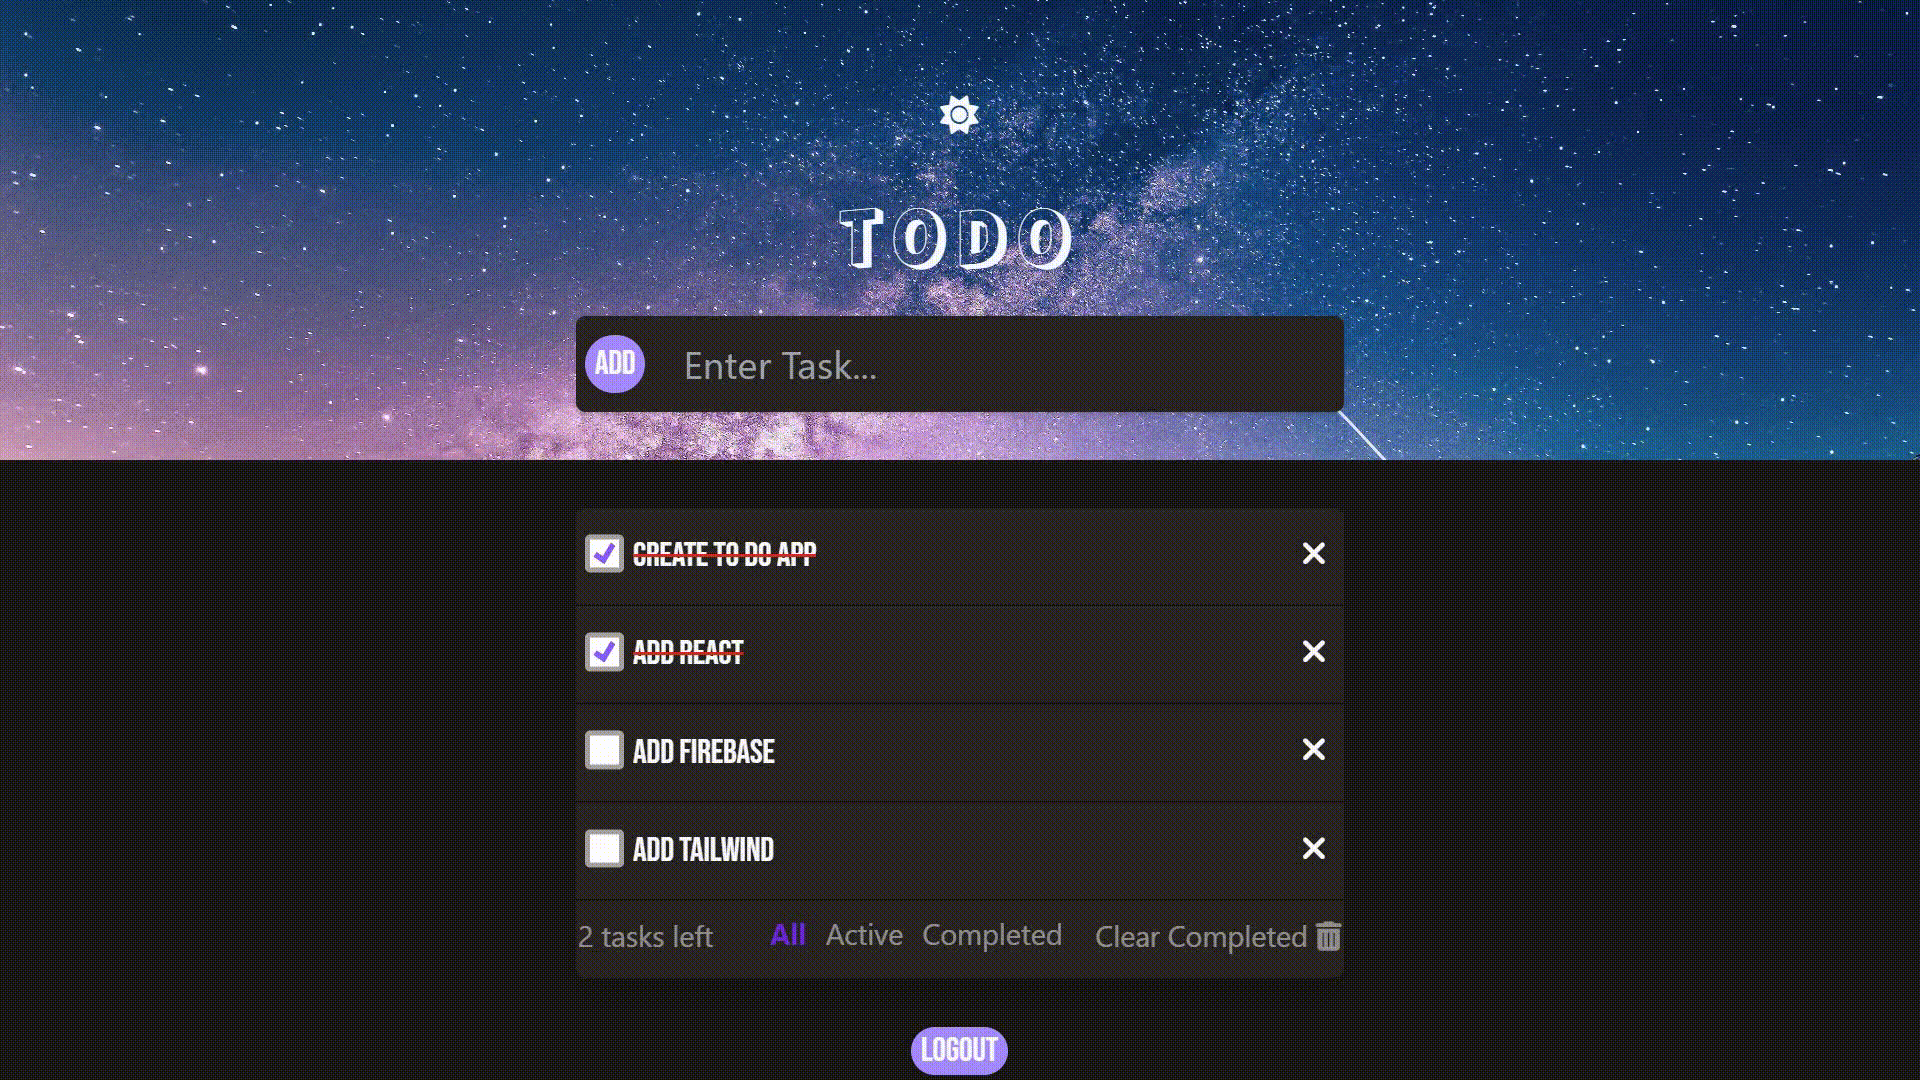 TODO
ADD Enter Task...
CREATE TO DO APP
ADD REACT
ADD FIREBASE
ADD TAILWIND
2 tasks left All Active Completed Clear Completed
LOGOUT